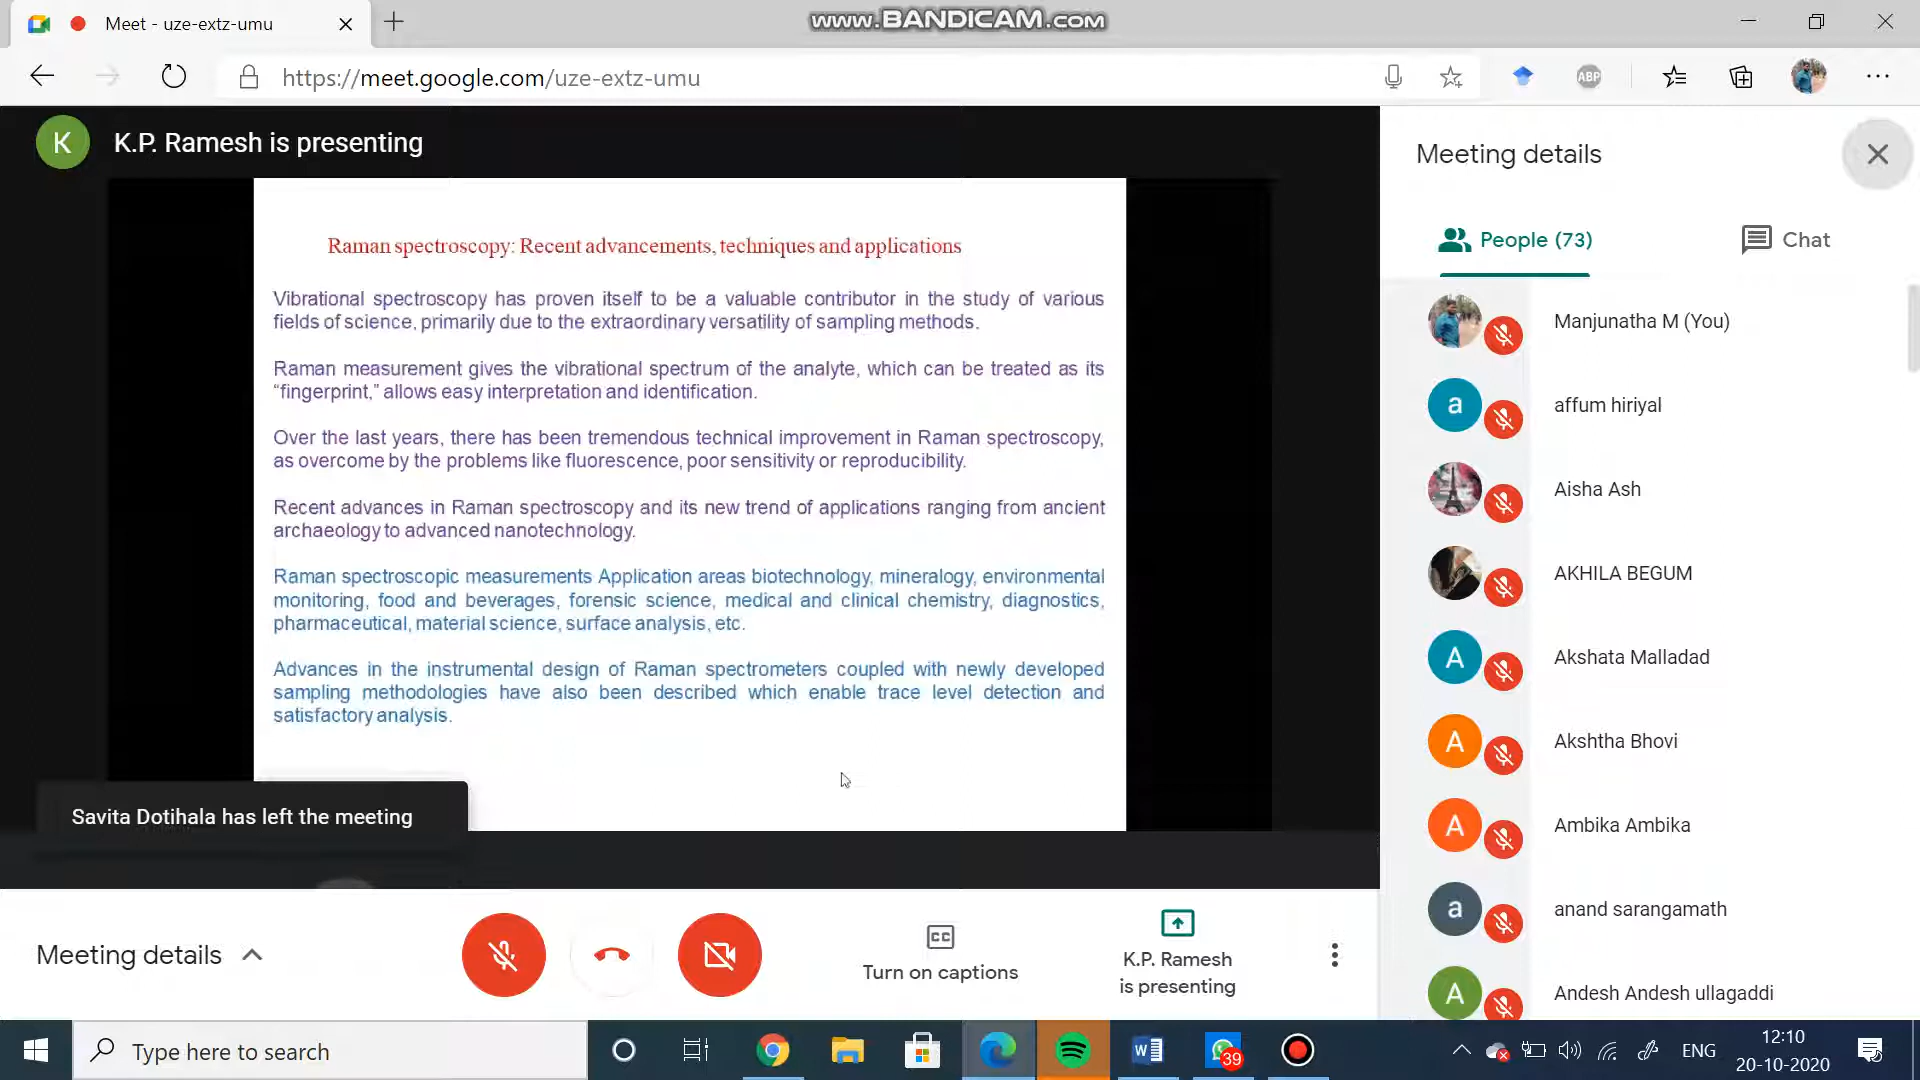 Meet - uze-extz-umu
www.BANDICAM.com
https://meet.google.com/uze-extz-umu
ABP
K
K.P. Ramesh is presenting
Raman spectroscopy: Recent advancements, techniques and applications
Vibrational spectroscopy has proven itself to be a valuable contributor in the study of various
fields of science, primarily due to the extraordinary versatility of sampling methods.
Raman measurement gives the vibrational spectrum of the analyte, which can be treated as its
“fingerprint,” allows easy interpretation and identification.
Over the last years, there has been tremendous technical improvement in Raman spectroscopy,
as overcome by the problems like fluorescence, poor sensitivity or reproducibility.
Recent advances in Raman spectroscopy and its new trend of applications ranging from ancient
archaeology to advanced nanotechnology.
Raman spectroscopic measurements Application areas biotechnology, mineralogy, environmental
monitoring, food and beverages, forensic science, medical and clinical chemistry, diagnostics,
pharmaceutical, material science, surface analysis, etc.
Advances in the instrumental design of Raman spectrometers coupled with newly developed
sampling methodologies have also been described which enable trace level detection and
satisfactory analysis.
Savita Dotihala has left the meeting
Meeting details
People (73)
Chat
Manjunatha M (You)
a
affum hiriyal
Aisha Ash
AKHILA BEGUM
A
Akshata Malladad
A
Akshtha Bhovi
A
Ambika Ambika
a
anand sarangamath
A
Andesh Andesh ullagaddi
Meeting details
CC
Turn on captions
K.P. Ramesh
is presenting
Type here to search
W
39
ENG
12:10
20-10-2020